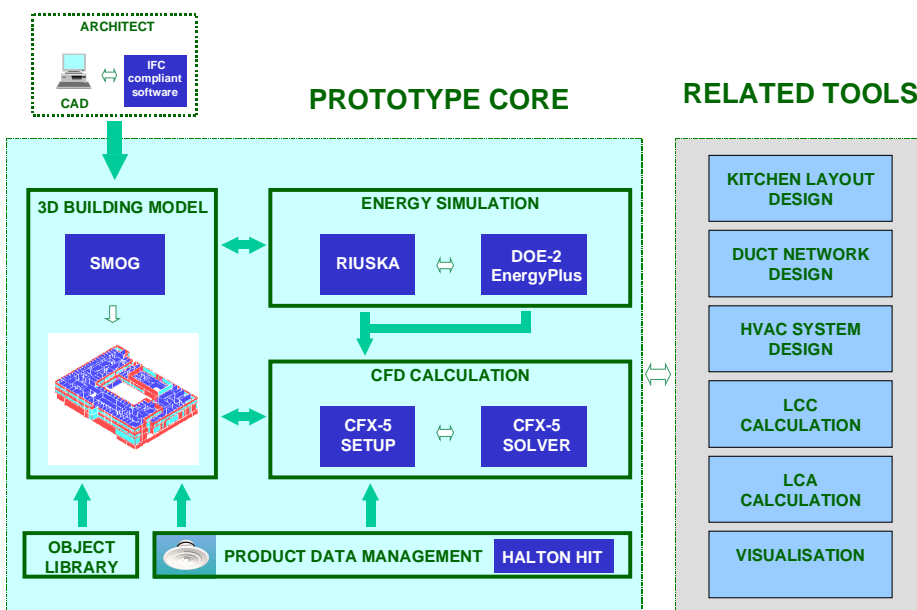 ARCHITECT
CAD
IFC
compliant
software
PROTOTYPE CORE
RELATED TOOLS
3D BUILDING MODEL
SMOG
ENERGY SIMULATION
RIUSKA
DOE-2
EnergyPlus
CFD CALCULATION
CFX-5
SETUP
CFX-5
SOLVER
OBJECT
LIBRARY
PRODUCT DATA MANAGEMENT
HALTON HIT
KITCHEN LAYOUT
DESIGN
DUCT NETWORK
DESIGN
HVAC SYSTEM
DESIGN
LCC
CALCULATION
LCA
CALCULATION
VISUALISATION